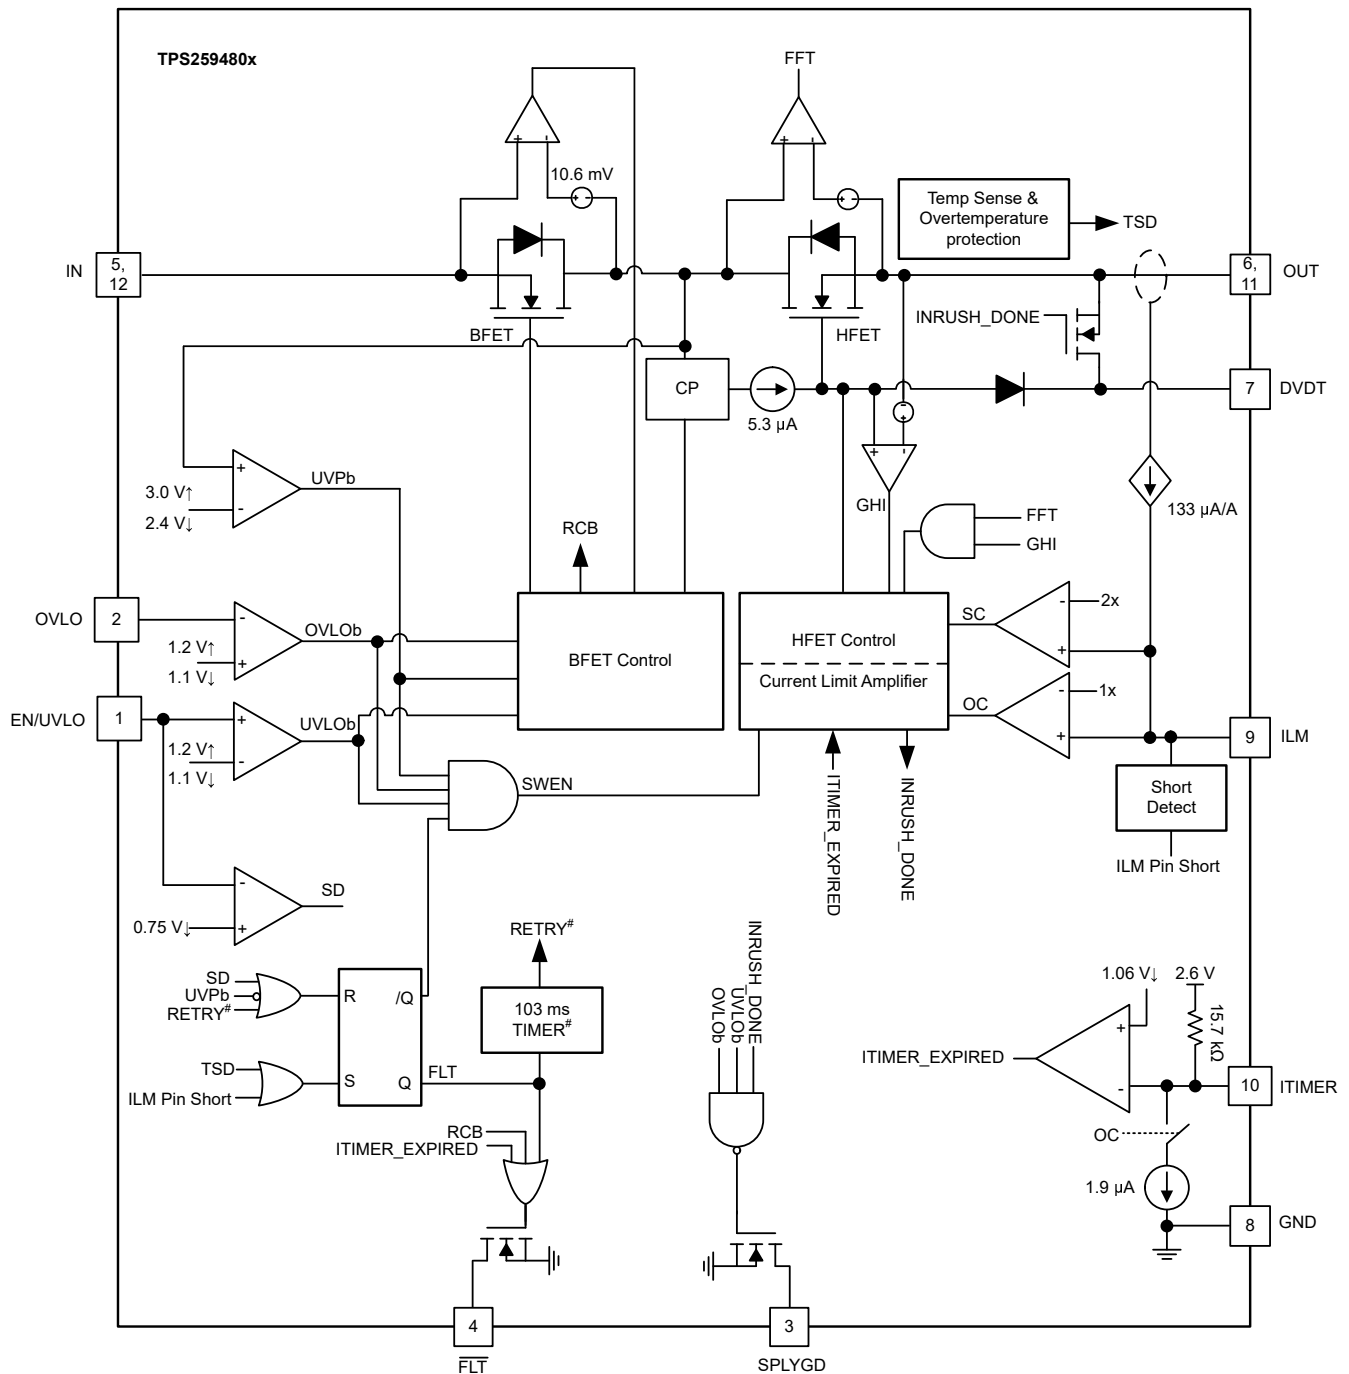 TPS259480x
FFT
10.6 mV
+ -
+ -
+ -
+ -
Temp Sense &
Overtemperature
protection
TSD
IN
5,
12
6,
11
OUT
BFET
HFET
INRUSH_DONE
CP
5.3 µA
7
DVDT
-
+
+ -
GHI
UVPb
+
-
3.0 V↑
2.4 V↓
RCB
FFT
GHI
133 µA/A
OVLO
2
-
+
1.2 V↑
1.1 V↓
OVLOb
BFET Control
HFET Control
Current Limit Amplifier
SC
-
2x
+
EN/UVLO
1
+
-
1.2 V↑
1.1 V↓
UVLOb
OC
-
1x
+
9
ILM
SWEN
ITIMER_EXPIRED
INRUSH_DONE
Short
Detect
ILM Pin Short
-
+
0.75 V↓
SD
RETRY#
103 ms
TIMER#
SD
UVPb
RETRY#
R
/Q
TSD
ILM Pin Short
S
Q
FLT
OVLOb
UVLOb
INRUSH_DONE
1.06 V↓
2.6 V
15.7 kΩ
ITIMER_EXPIRED
+
-
10
ITIMER
RCB
ITIMER_EXPIRED
OC
1.9 µA
8
GND
4
FLT
3
SPLYGD